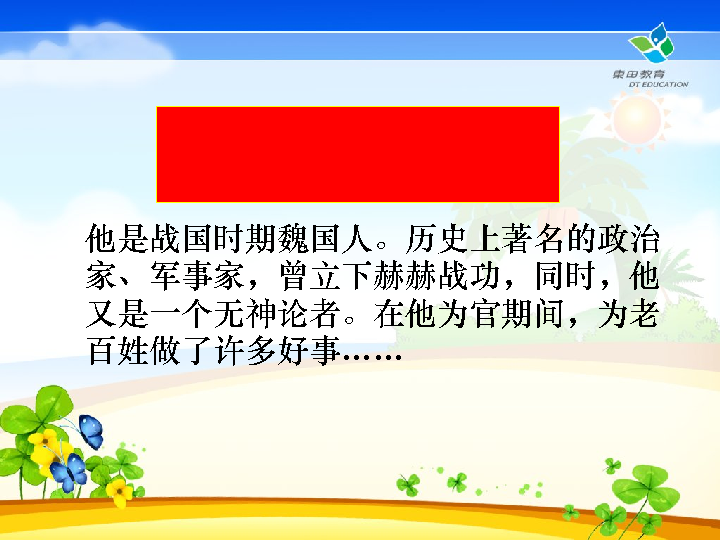 東田教育
DT EDUCATION
他是战国时期魏国人。历史上著名的政治
家、军事家，曾立下赫赫战功，同时，他
又是一个无神论者。在他为官期间，为老
百姓做了许多好事……